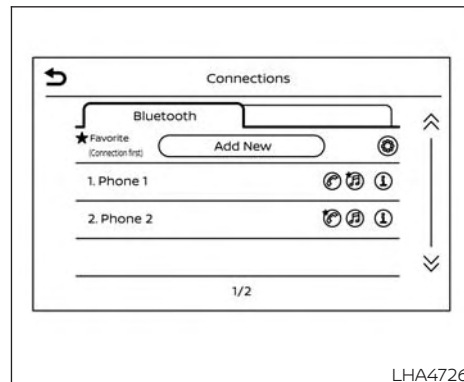 Connections
Bluetooth
★Favorite
(Connection first)
Add New
1. Phone 1
2. Phone 2
1/2
LHA4726